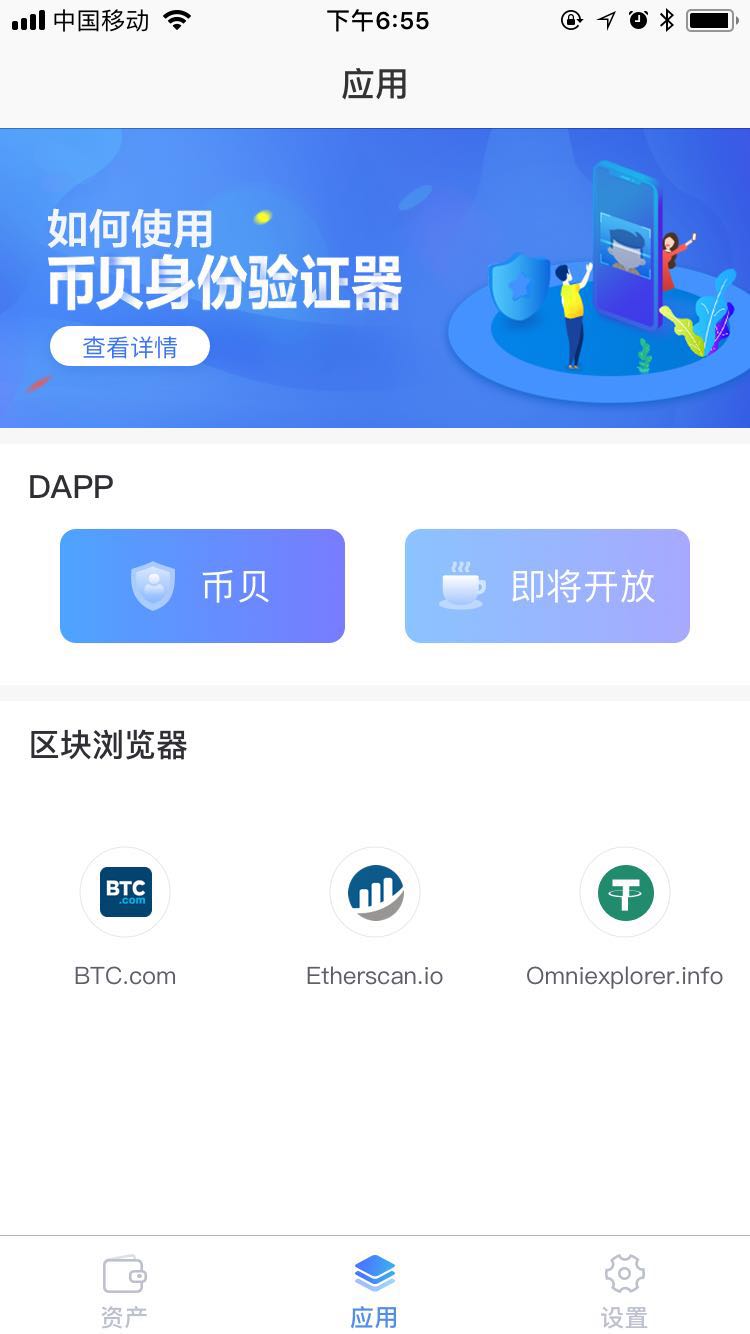 中国移动
下午6:55
应用
如何使用
币贝身份验证器
查看详情
DAPP
币贝
即将开放
区块浏览器
BTC
.com
BTC.com
Etherscan.io
Omniexplorer.info
资产
应用
设置